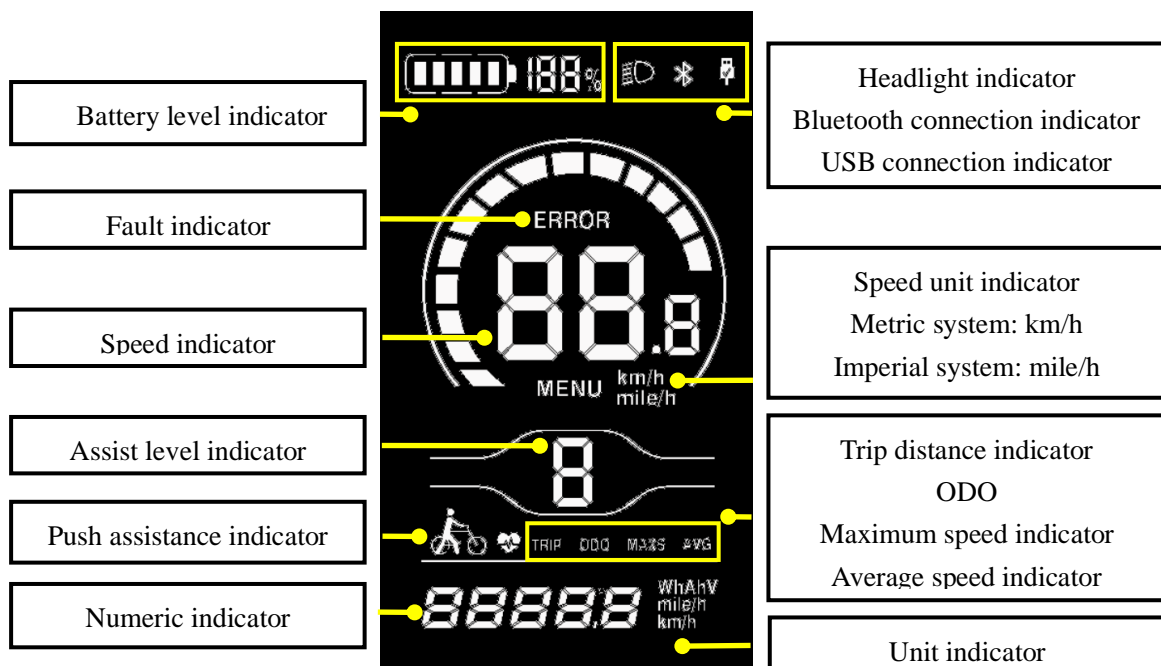 Battery level indicator
Fault indicator
Speed indicator
Assist level indicator
Push assistance indicator
Numeric indicator
188%
ERROR
88.8
MENU
km/h
mile/h
8
TRIP ODO MAXS AVG
8888.8
WhAhV
mile/h
km/h
Headlight indicator
Bluetooth connection indicator
USB connection indicator
Speed unit indicator
Metric system: km/h
Imperial system: mile/h
Trip distance indicator
ODO
Maximum speed indicator
Average speed indicator
Unit indicator